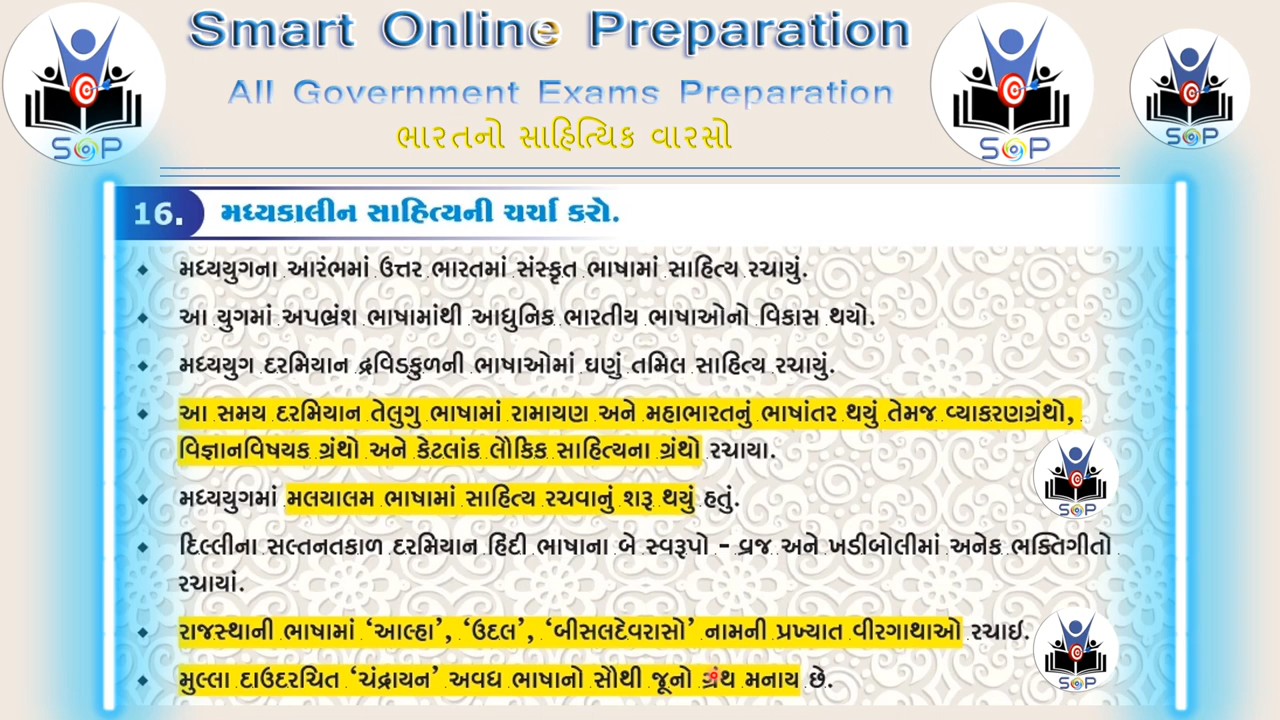 Smart Online Preparation
All Government Exams Preparation
ભારતનો સાહિત્યિક વારસો
SOP
SOP
SOP
16. મધ્યકાલીન સાહિત્યની ચર્ચા કરો.
મધ્યયુગના આરંભમાં ઉત્તર ભારતમાં સંસ્કૃત ભાષામાં સાહિત્ય રચાયું.
આ યુગમાં અપભ્રંશ ભાષામાંથી આધુનિક ભારતીય ભાષાઓનો વિકાસ થયો.
મધ્યયુગ દરમિયાન દ્રવિડકુળની ભાષાઓમાં ઘણું તમિલ સાહિત્ય રચાયું.
આ સમય દરમિયાન તેલુગુ ભાષામાં રામાયણ અને મહાભારતનું ભાષાંતર થયું તેમજ વ્યાકરણગ્રંથો,
વિજ્ઞાનવિષયક ગ્રંથો અને કેટલાંક લૌકિક સાહિત્યના ગ્રંથો રચાયા.
મધ્યયુગમાં મલયાલમ ભાષામાં સાહિત્ય રચવાનું શરૂ થયું હતું.
SOP
દિલ્લીના સલ્તનતકાળ દરમિયાન હિંદી ભાષાના બે સ્વરૂપો - વ્રજ અને ખડીબોલીમાં અનેક ભક્તિગીતો
રચાયાં.
રાજસ્થાની ભાષામાં ‘આલ્હા’, ‘ઉદલ’, ‘બીસલદેવરાસો’ નામની પ્રખ્યાત વીરગાથાઓ રચાઇ.
મુલ્લા દાઉદરચિત ‘ચંદ્રાયન’ અવધ ભાષાનો સૌથી જૂનો ગ્રંથ મનાય છે.
SOP